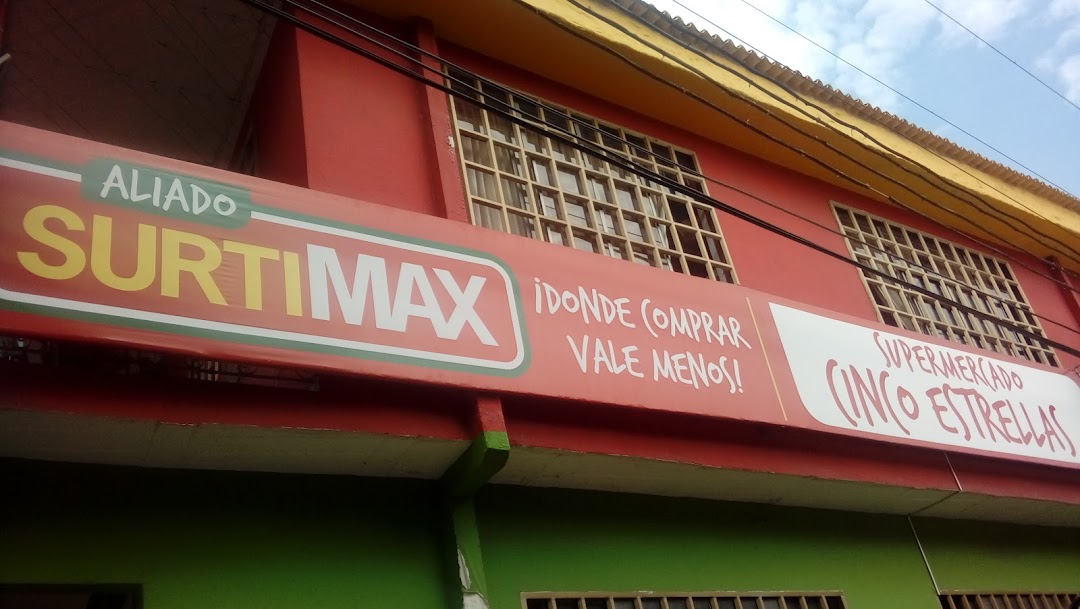 ALIADO
SURTIMAX
¡DONDE COMPRAR
VALE MENOS!
SUPERMERCADO
CINCO ESTRELLAS